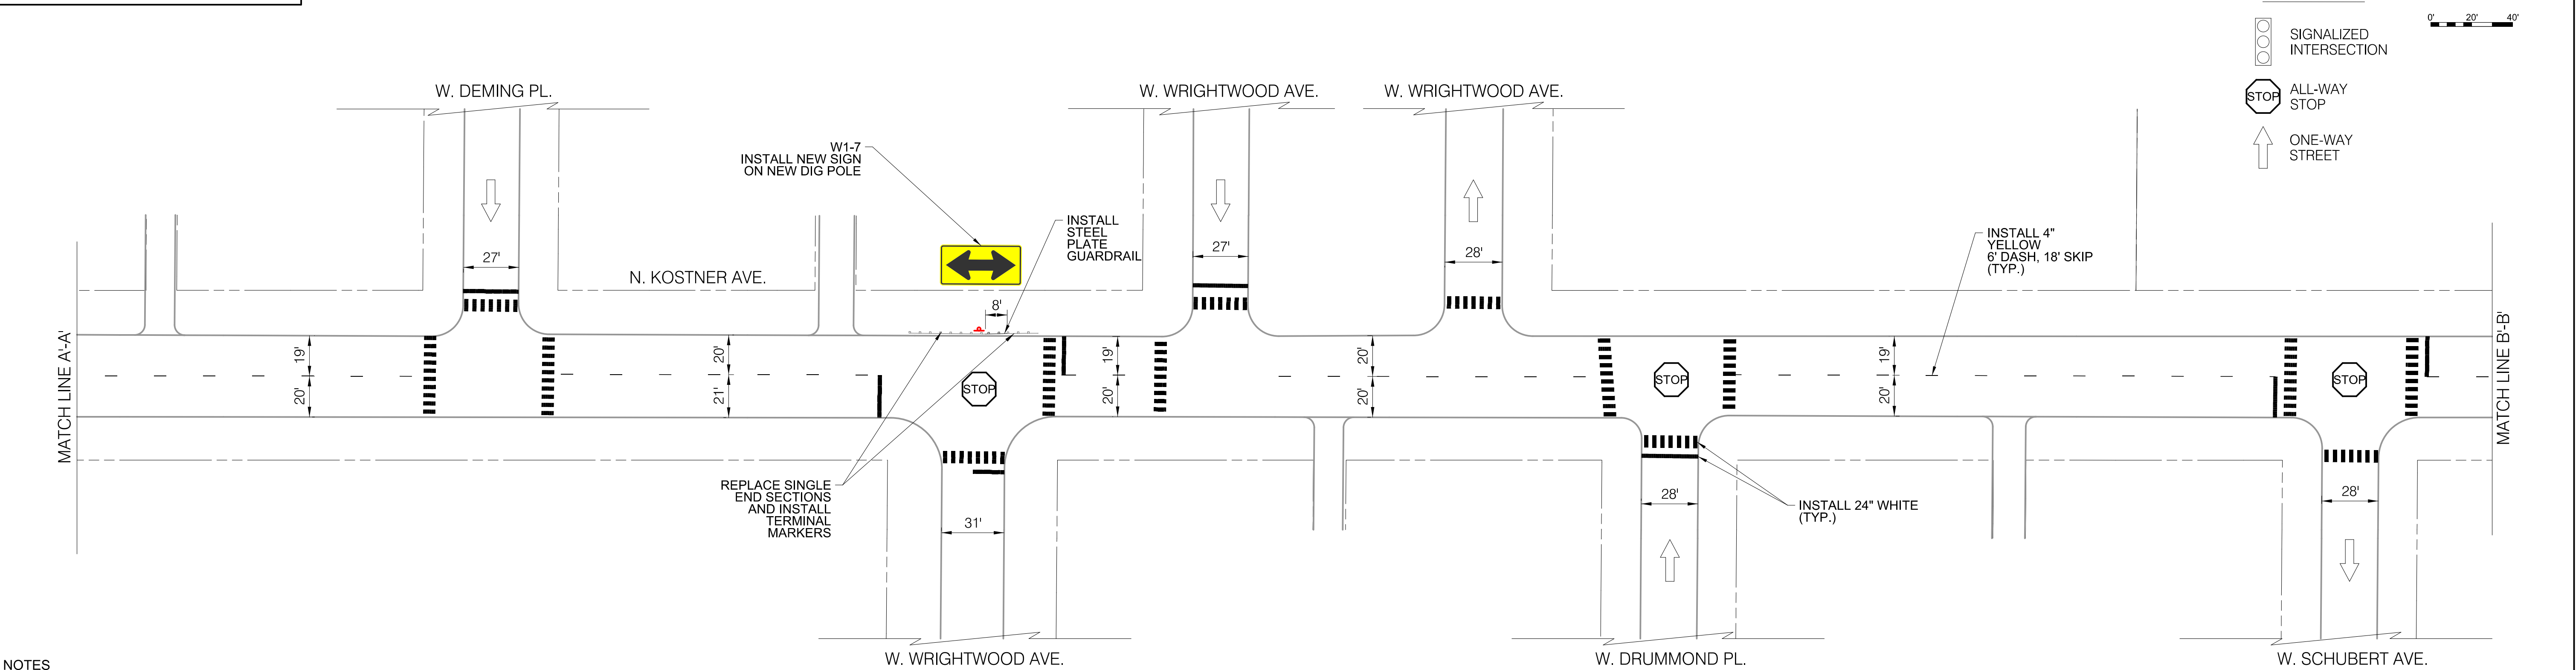 0' 20' 40'
SIGNALIZED
INTERSECTION
STOP
ALL-WAY
STOP
ONE-WAY
STREET
W. DEMING PL.
W. WRIGHTWOOD AVE.
W. WRIGHTWOOD AVE.
W1-7
INSTALL NEW SIGN
ON NEW DIG POLE
INSTALL
STEEL
PLATE
GUARDRAIL
INSTALL 4"
YELLOW
6' DASH, 18' SKIP
(TYP.)
27'
27'
28'
N. KOSTNER AVE.
8'
MATCH LINE A'-A'
19'
20'
20'
21'
STOP
19'
20'
20'
20'
STOP
19'
20'
STOP
MATCH LINE B'-B'
REPLACE SINGLE
END SECTIONS
AND INSTALL
TERMINAL
MARKERS
31'
28'
INSTALL 24" WHITE
(TYP.)
28'
W. WRIGHTWOOD AVE.
W. DRUMMOND PL.
W. SCHUBERT AVE.
NOTES